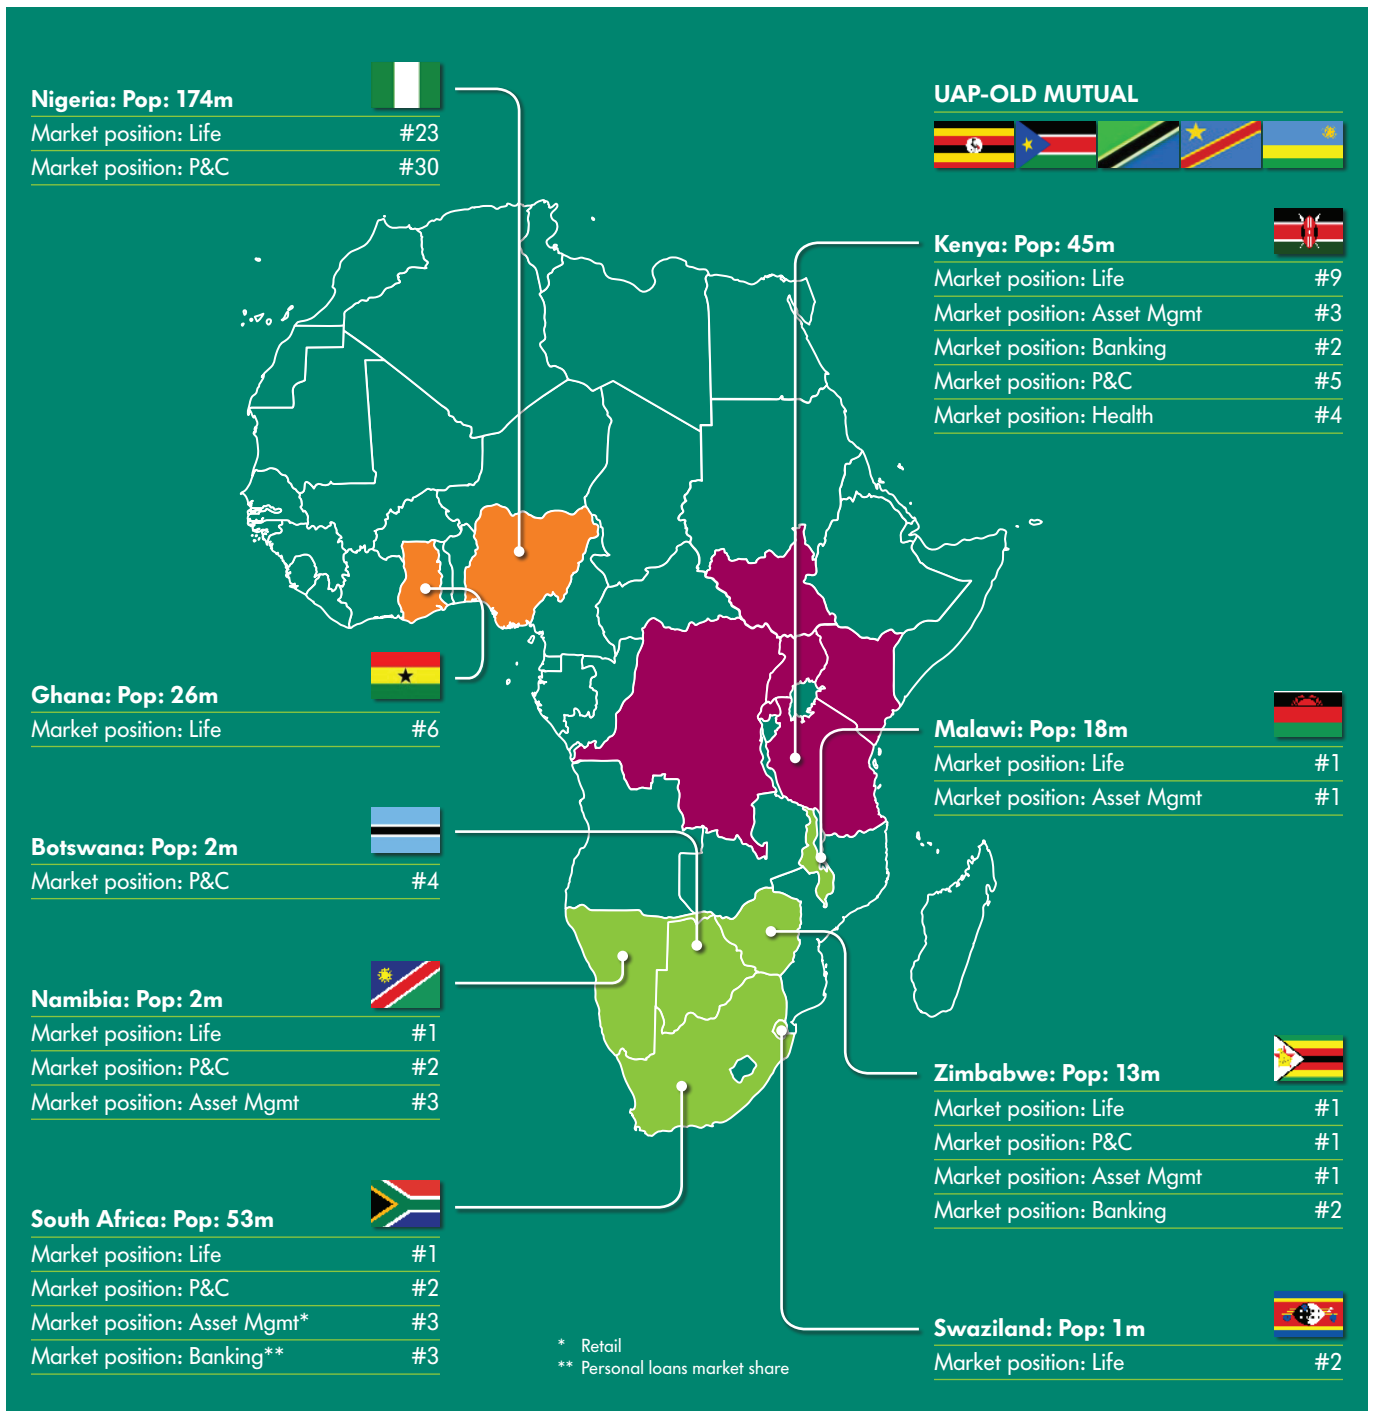 Nigeria: Pop: 174m
Market position: Life #23
Market position: P&C #30
Ghana: Pop: 26m
Market position: Life #6
Botswana: Pop: 2m
Market position: P&C #4
Namibia: Pop: 2m
Market position: Life #1
Market position: P&C #2
Market position: Asset Mgmt #3
South Africa: Pop: 53m
Market position: Life #1
Market position: P&C #2
Market position: Asset Mgmt* #3
Market position: Banking** #3
* Retail
** Personal loans market share
UAP-OLD MUTUAL
Kenya: Pop: 45m
Market position: Life #9
Market position: Asset Mgmt #3
Market position: Banking #2
Market position: P&C #5
Market position: Health #4
Malawi: Pop: 18m
Market position: Life #1
Market position: Asset Mgmt #1
Zimbabwe: Pop: 13m
Market position: Life #1
Market position: P&C #1
Market position: Asset Mgmt #1
Market position: Banking #2
Swaziland: Pop: 1m
Market position: Life #2